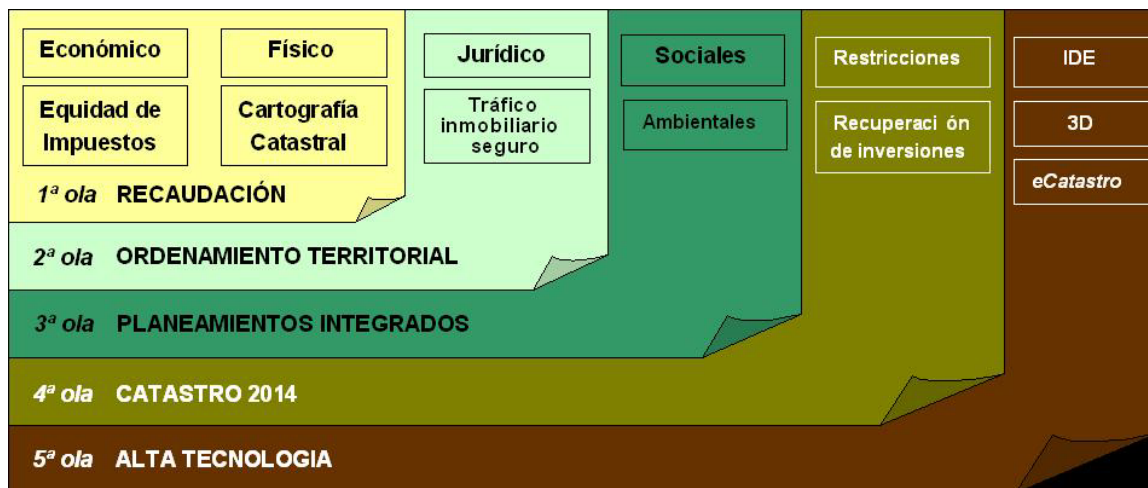 Económico
Físico
Jurídico
Sociales
Restricciones
IDE
Equidad de
Impuestos
Cartografía
Catastral
Tráfico
inmobiliario
seguro
Ambientales
Recuperaci ón
de inversiones
3D
eCatastro
1ª ola RECAUDACIÓN
2ª ola ORDENAMIENTO TERRITORIAL
3ª ola PLANEAMIENTOS INTEGRADOS
4ª ola CATASTRO 2014
5ª ola ALTA TECNOLOGIA